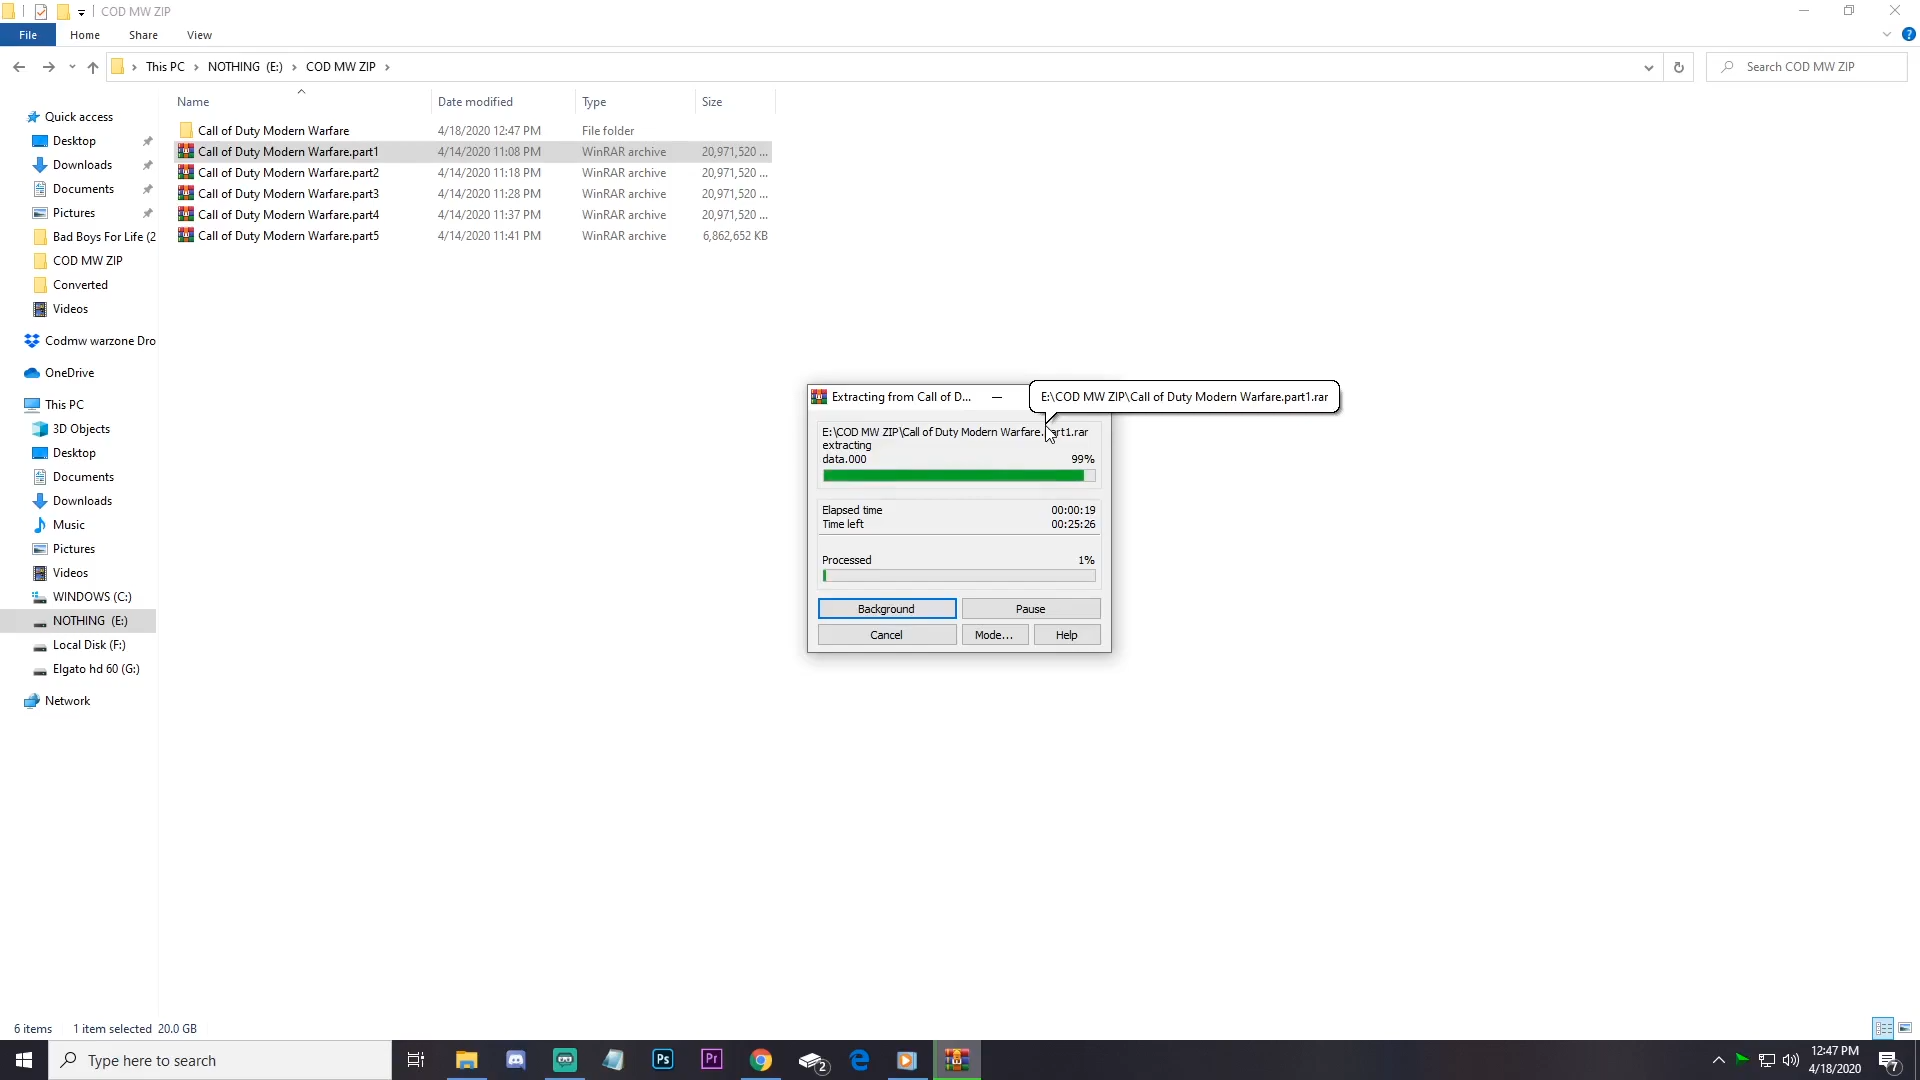 COD MW ZIP
File Home Share View
This PC NOTHING (E:) COD MW ZIP
Search COD MW ZIP
Name Date modified Type Size
Call of Duty Modern Warfare 4/18/2020 12:47 PM File folder
Call of Duty Modern Warfare.part1 4/14/2020 11:08 PM WinRAR archive 20,971,520 ...
Call of Duty Modern Warfare.part2 4/14/2020 11:18 PM WinRAR archive 20,971,520 ...
Call of Duty Modern Warfare.part3 4/14/2020 11:28 PM WinRAR archive 20,971,520 ...
Call of Duty Modern Warfare.part4 4/14/2020 11:37 PM WinRAR archive 20,971,520 ...
Call of Duty Modern Warfare.part5 4/14/2020 11:41 PM WinRAR archive 6,862,652 KB
Quick access
Desktop
Downloads
Documents
Pictures
Bad Boys For Life (2
COD MW ZIP
Converted
Videos
Codmw warzone Dro
OneDrive
This PC
3D Objects
Desktop
Documents
Downloads
Music
Pictures
Videos
WINDOWS (C:)
NOTHING (E:)
Local Disk (F:)
Elgato hd 60 (G:)
Network
Extracting from Call of D...
E:\COD MW ZIP\Call of Duty Modern Warfare.part1.rar
E:\COD MW ZIP\Call of Duty Modern Warfare.part1.rar
extracting
data.000 99%
Elapsed time 00:00:19
Time left 00:25:26
Processed 1%
Background Pause
Cancel Mode... Help
6 items 1 item selected 20.0 GB
Type here to search
Ps
Pr
2
12:47 PM
4/18/2020
7